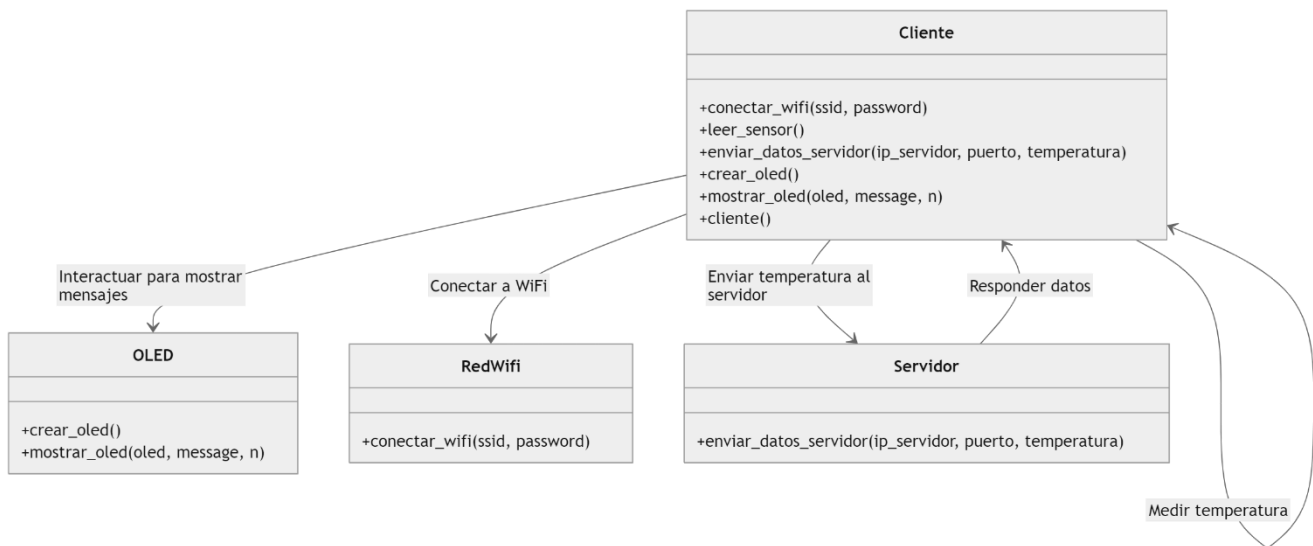 Cliente
+conectar_wifi(ssid, password)
+leer_sensor()
+enviar_datos_servidor(ip_servidor, puerto, temperatura)
+crear_oled()
+mostrar_oled(oled, message, n)
+cliente()
Interactuar para mostrar
mensajes
Conectar a WiFi
Enviar temperatura al
servidor
Responder datos
OLED
+crear_oled()
+mostrar_oled(oled, message, n)
RedWifi
+conectar_wifi(ssid, password)
Servidor
+enviar_datos_servidor(ip_servidor, puerto, temperatura)
Medir temperatura